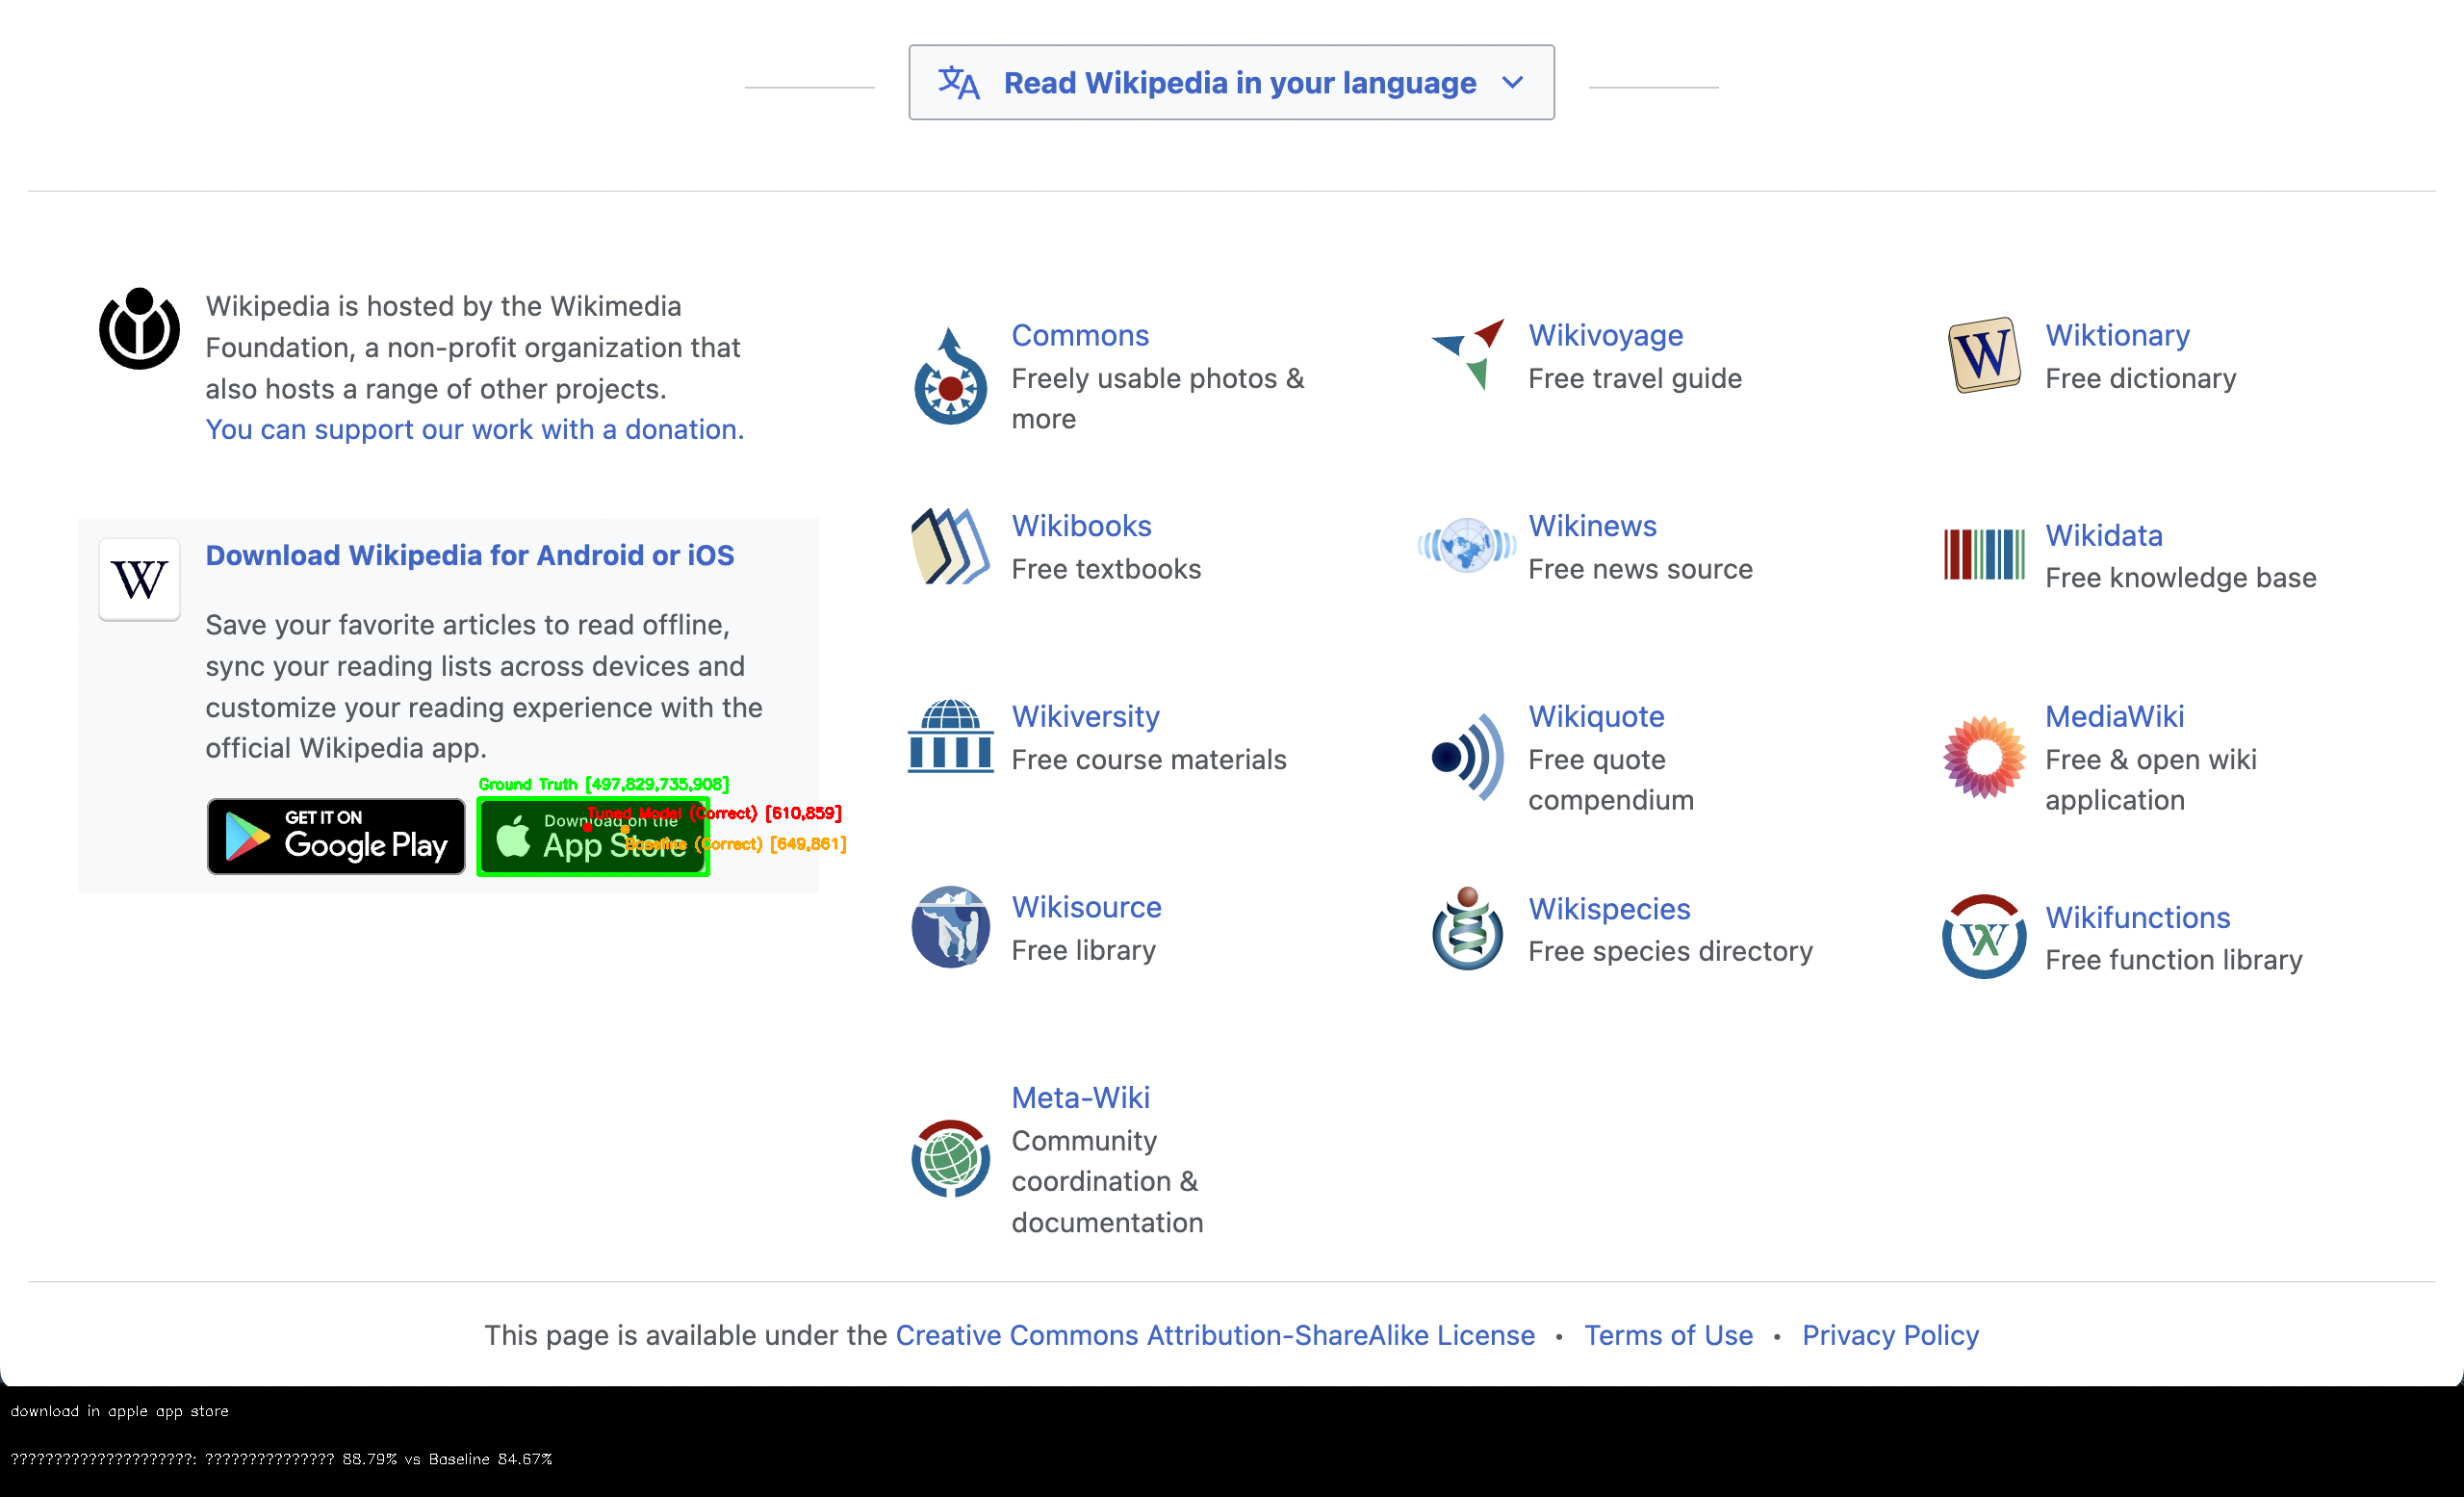 Read Wikipedia in your language
Wikipedia is hosted by the Wikimedia
Foundation, a non-profit organization that
also hosts a range of other projects.
You can support our work with a donation.
Download Wikipedia for Android or iOS
Save your favorite articles to read offline,
sync your reading lists across devices and
customize your reading experience with the
official Wikipedia app.
Ground Truth [497,829,735,908]
GET IT ON
Google Play
Download on the
App Store
Tuned Model (Correct) [610,859]
Baseline (Correct) [649,861]
Commons
Freely usable photos &
more
Wikivoyage
Free travel guide
Wiktionary
Free dictionary
Wikibooks
Free textbooks
Wikinews
Free news source
Wikidata
Free knowledge base
Wikiversity
Free course materials
Wikiquote
Free quote
compendium
MediaWiki
Free & open wiki
application
Wikisource
Free library
Wikispecies
Free species directory
Wikifunctions
Free function library
Meta-Wiki
Community
coordination &
documentation
This page is available under the Creative Commons Attribution-ShareAlike License • Terms of Use • Privacy Policy
download in apple app store
?????????????????????: ??????????????? 88.79% vs Baseline 84.67%